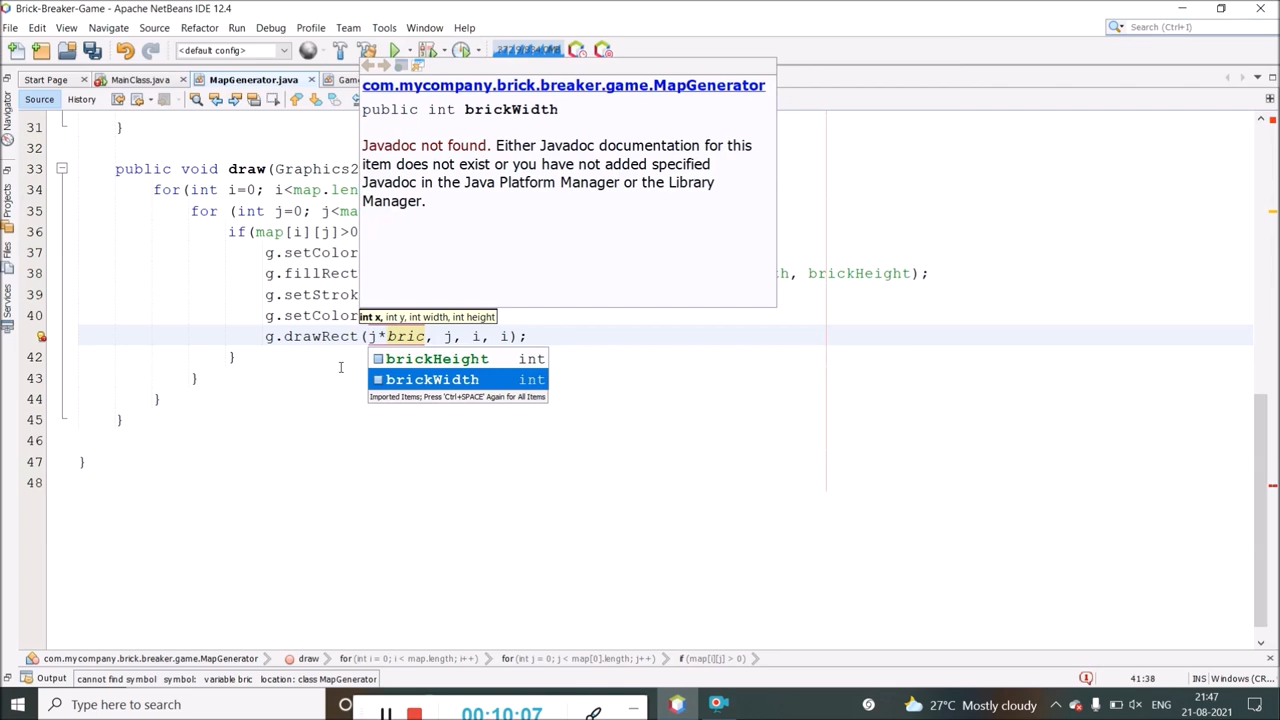 Brick-Breaker-Game - Apache NetBeans IDE 12.4
File Edit View Navigate Source Refactor Run Debug Profile Team Tools Window Help
Search (Ctrl+I)
<default config>
Start Page MainClass.java MapGenerator.java Game
Source History
com.mycompany.brick.breaker.game.MapGenerator
public int brickWidth
Javadoc not found. Either Javadoc documentation for this
item does not exist or you have not added specified
Javadoc in the Java Platform Manager or the Library
Manager.
Navigator
Projects
Files
Services
31 }
32
33 public void draw(Graphics2
34 for(int i=0; i<map.len
35 for (int j=0; j<ma
36 if(map[i][j]>0
37 g.setColor
38 g.fillRect th, brickHeight);
39 g.setStrok
40 g.setColor
int x, int y, int width, int height
g.drawRect(j*bric, j, i, i);
42 }
brickHeight int
brickWidth int
Imported Items; Press 'Ctrl+SPACE' Again for All Items
43 }
44 }
45 }
46
47 }
48
com.mycompany.brick.breaker.game.MapGenerator draw for (int i = 0; i < map.length; i++) for (int j = 0; j < map[0].length; j++) if (map[i][j] > 0)
Output cannot find symbol symbol: variable bric location: class MapGenerator 41:38 INS Windows (CR...
Type here to search
00:10:07
27°C Mostly cloudy
ENG
21:47
21-08-2021